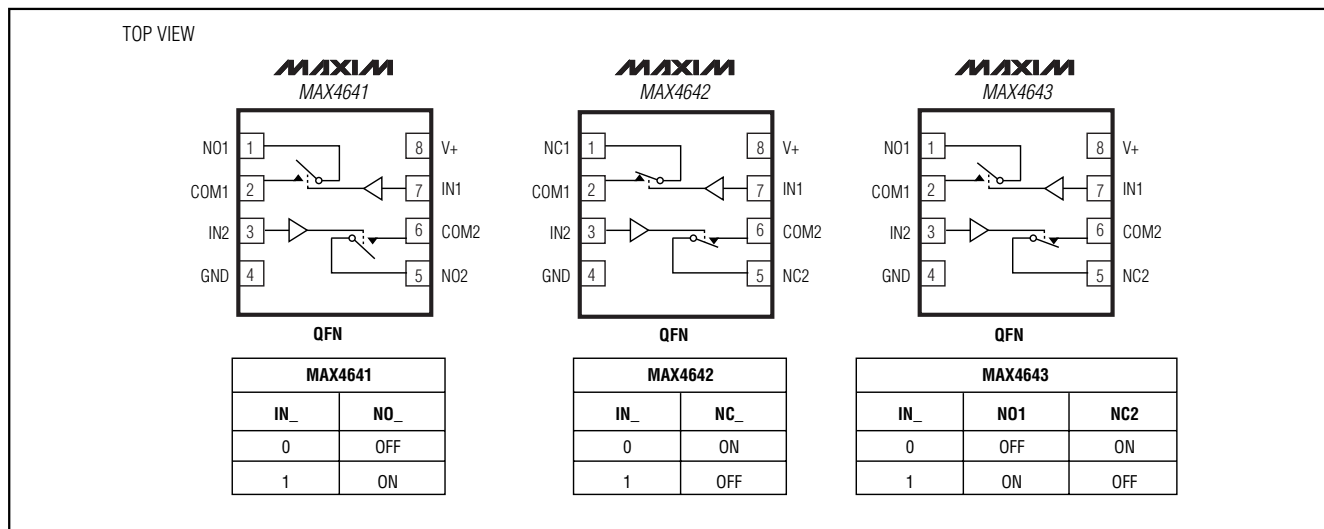 TOP VIEW
MAXIM
MAX4641
NO1 1 8 V+
COM1 2 7 IN1
IN2 3 6 COM2
GND 4 5 NO2
QFN
MAX4641
IN_ NO_
0 OFF
1 ON
MAXIM
MAX4642
NC1 1 8 V+
COM1 2 7 IN1
IN2 3 6 COM2
GND 4 5 NC2
QFN
MAX4642
IN_ NC_
0 ON
1 OFF
MAXIM
MAX4643
NO1 1 8 V+
COM1 2 7 IN1
IN2 3 6 COM2
GND 4 5 NC2
QFN
MAX4643
IN_ NO1 NC2
0 OFF ON
1 ON OFF